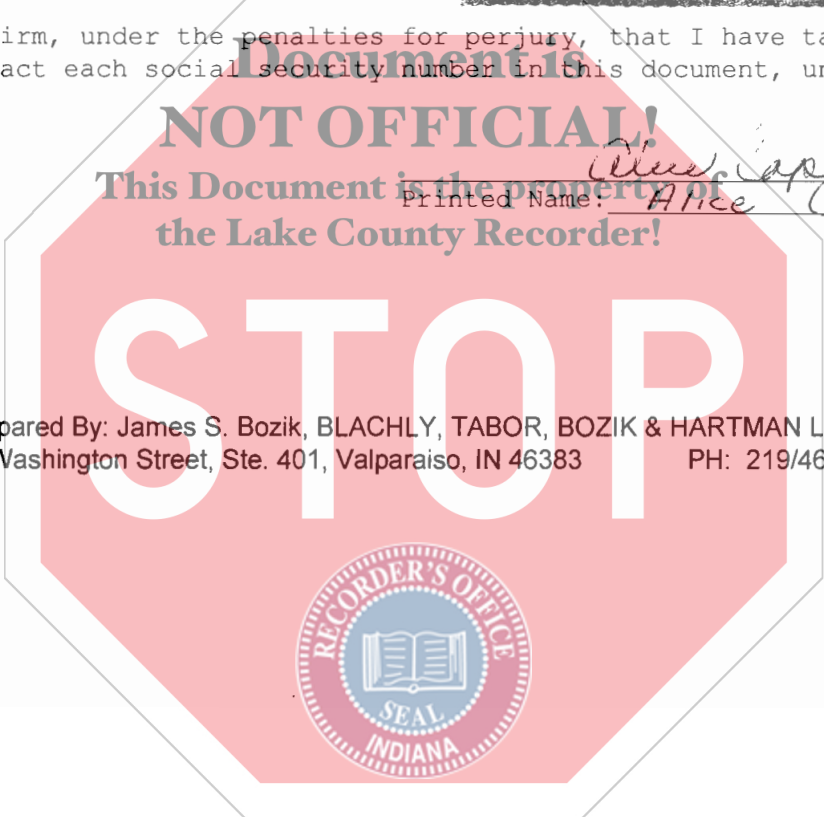 irm, under the penalties for perjury, that I have ta
act each social security number in this document, un
Document is
NOT OFFICIAL!
This Document is the property of
the Lake County Recorder!
Printed Name: Alice
STOP
pared By: James S. Bozik, BLACHLY, TABOR, BOZIK & HARTMAN L
Washington Street, Ste. 401, Valparaiso, IN 46383 PH: 219/46
RECORDER'S OFFICE
SEAL
INDIANA